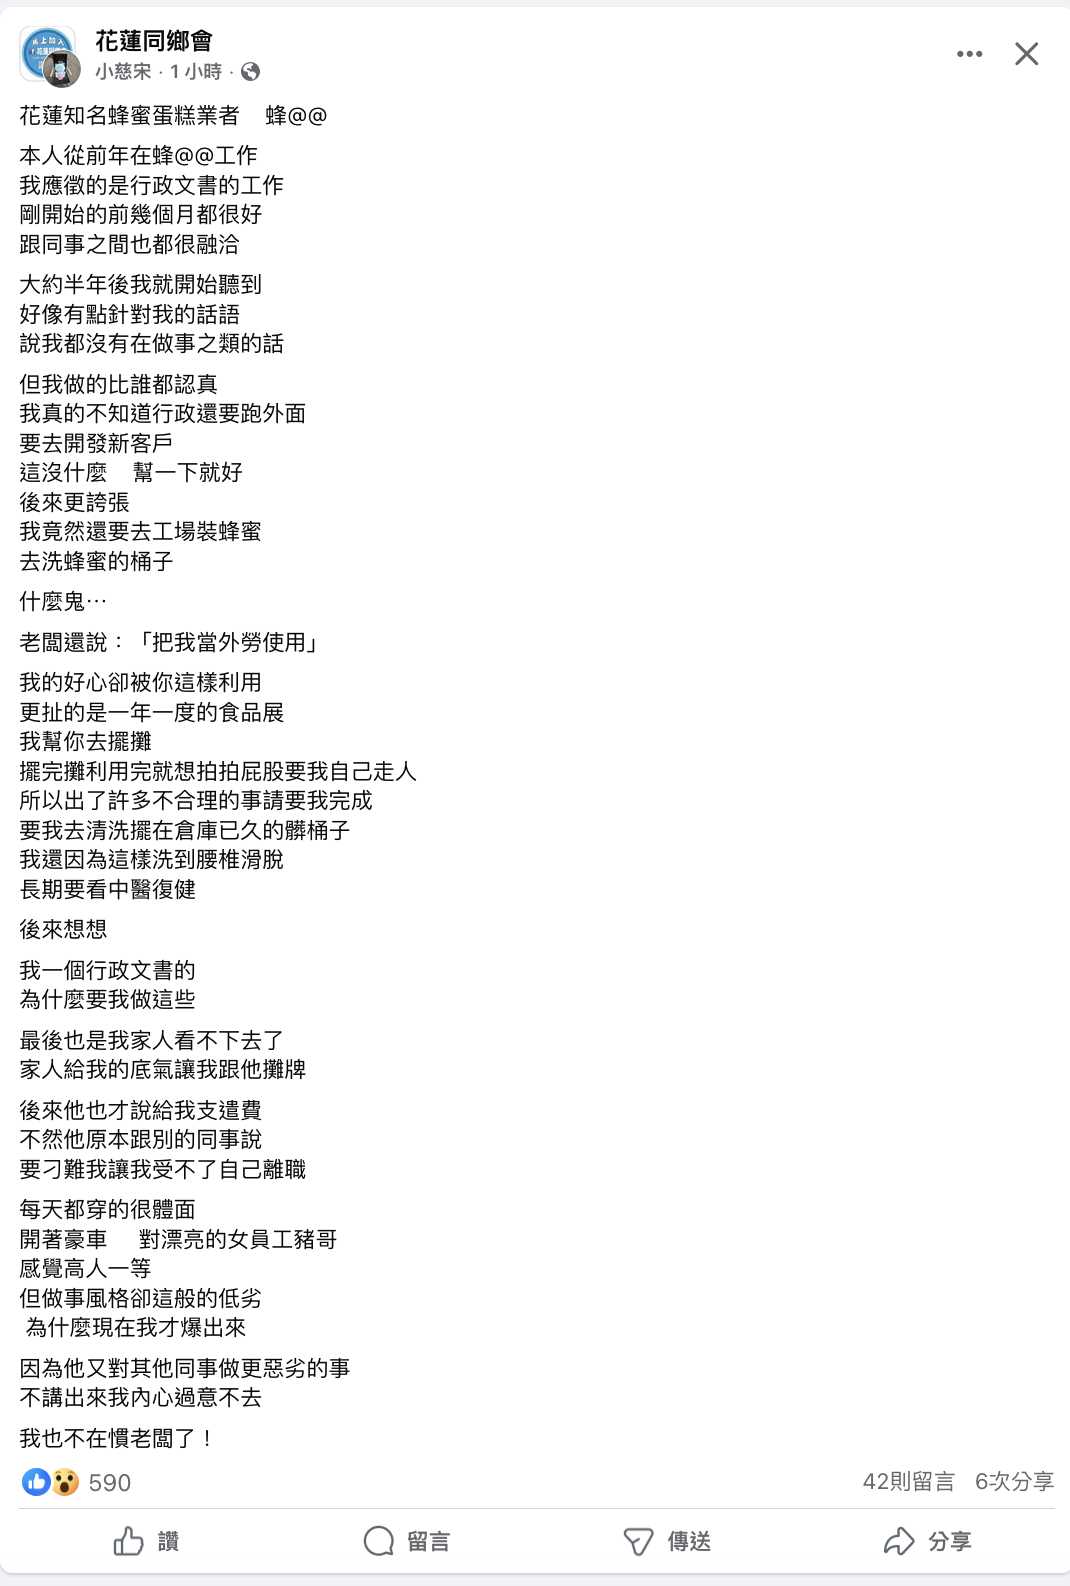 馬上加入
花蓮同鄉會
花蓮同鄉會
小慈宋 · 1 小時 ·
花蓮知名蜂蜜蛋糕業者 蜂@@
本人從前年在蜂@@工作
我應徵的是行政文書的工作
剛開始的前幾個月都很好
跟同事之間也都很融洽
大約半年後我就開始聽到
好像有點針對我的話語
說我都沒有在做事之類的話
但我做的比誰都認真
我真的不知道行政還要跑外面
要去開發新客戶
這沒什麼 幫一下就好
後來更誇張
我竟然還要去工場裝蜂蜜
去洗蜂蜜的桶子
什麼鬼…
老闆還說：「把我當外勞使用」
我的好心卻被你這樣利用
更扯的是一年一度的食品展
我幫你去擺攤
擺完攤利用完就想拍拍屁股要我自己走人
所以出了許多不合理的事請要我完成
要我去清洗擺在倉庫已久的髒桶子
我還因為這樣洗到腰椎滑脫
長期要看中醫復健
後來想想
我一個行政文書的
為什麼要我做這些
最後也是我家人看不下去了
家人給我的底氣讓我跟他攤牌
後來他也才說給我支遣費
不然他原本跟別的同事說
要刁難我讓我受不了自己離職
每天都穿的很體面
開著豪車 對漂亮的女員工豬哥
感覺高人一等
但做事風格卻這般的低劣
為什麼現在我才爆出來
因為他又對其他同事做更惡劣的事
不講出來我內心過意不去
我也不在慣老闆了！
590 42則留言 6次分享
讚 留言 傳送 分享